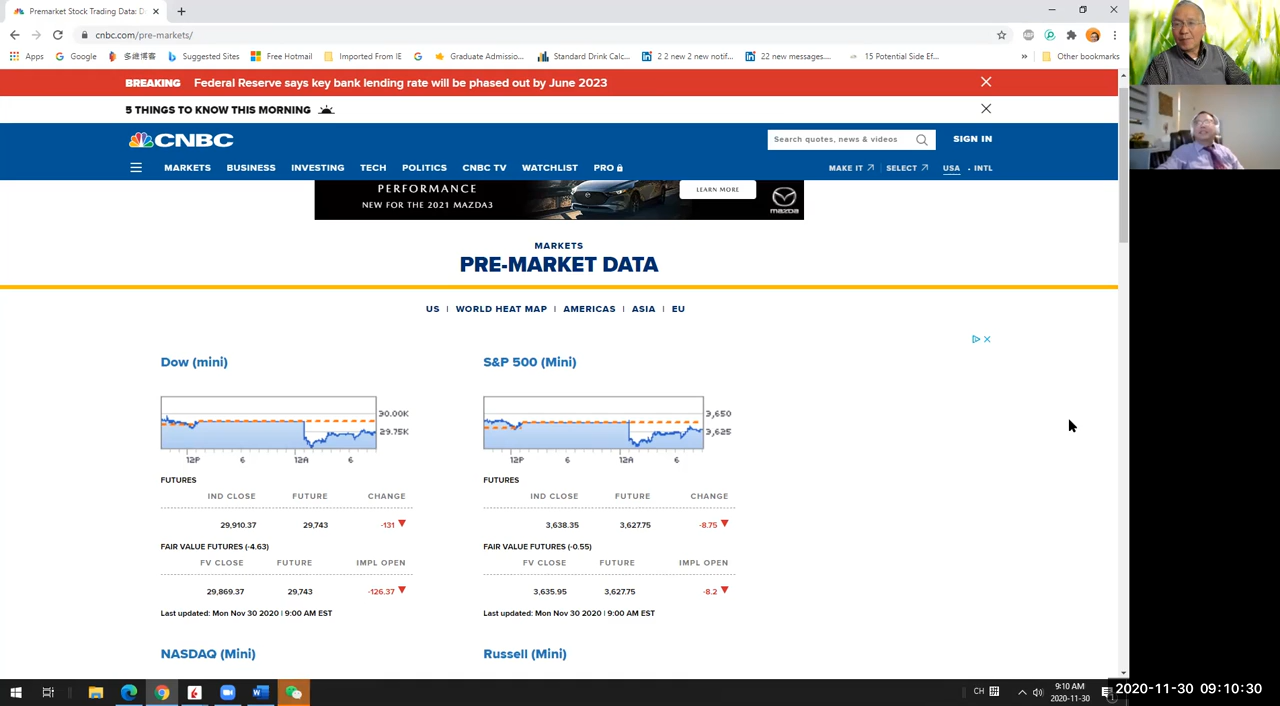 Premarket Stock Trading Data: D
cnbc.com/pre-markets/
Apps Google 多维博客 Suggested Sites Free Hotmail Imported From IE Graduate Admissio... Standard Drink Calc... 2 2 new 2 new notif... 22 new messages.... 15 Potential Side Ef... » Other bookmarks
BREAKING Federal Reserve says key bank lending rate will be phased out by June 2023
5 THINGS TO KNOW THIS MORNING
CNBC
Search quotes, news & videos
SIGN IN
MARKETS BUSINESS INVESTING TECH POLITICS CNBC TV WATCHLIST PRO
MAKE IT SELECT USA • INTL
PERFORMANCE
NEW FOR THE 2021 MAZDA3
LEARN MORE
mazda
MARKETS
PRE-MARKET DATA
US | WORLD HEAT MAP | AMERICAS | ASIA | EU
Dow (mini)
30.00K
29.75K
12P 6 12A 6
FUTURES
IND CLOSE FUTURE CHANGE
29,910.37 29,743 -131
FAIR VALUE FUTURES (-4.63)
FV CLOSE FUTURE IMPL OPEN
29,869.37 29,743 -126.37
Last updated: Mon Nov 30 2020 | 9:00 AM EST
S&P 500 (Mini)
3,650
3,625
12P 6 12A 6
FUTURES
IND CLOSE FUTURE CHANGE
3,638.35 3,627.75 -8.75
FAIR VALUE FUTURES (-0.55)
FV CLOSE FUTURE IMPL OPEN
3,635.95 3,627.75 -8.2
Last updated: Mon Nov 30 2020 | 9:00 AM EST
NASDAQ (Mini)
Russell (Mini)
CH
9:10 AM
2020-11-30
2020-11-30 09:10:30